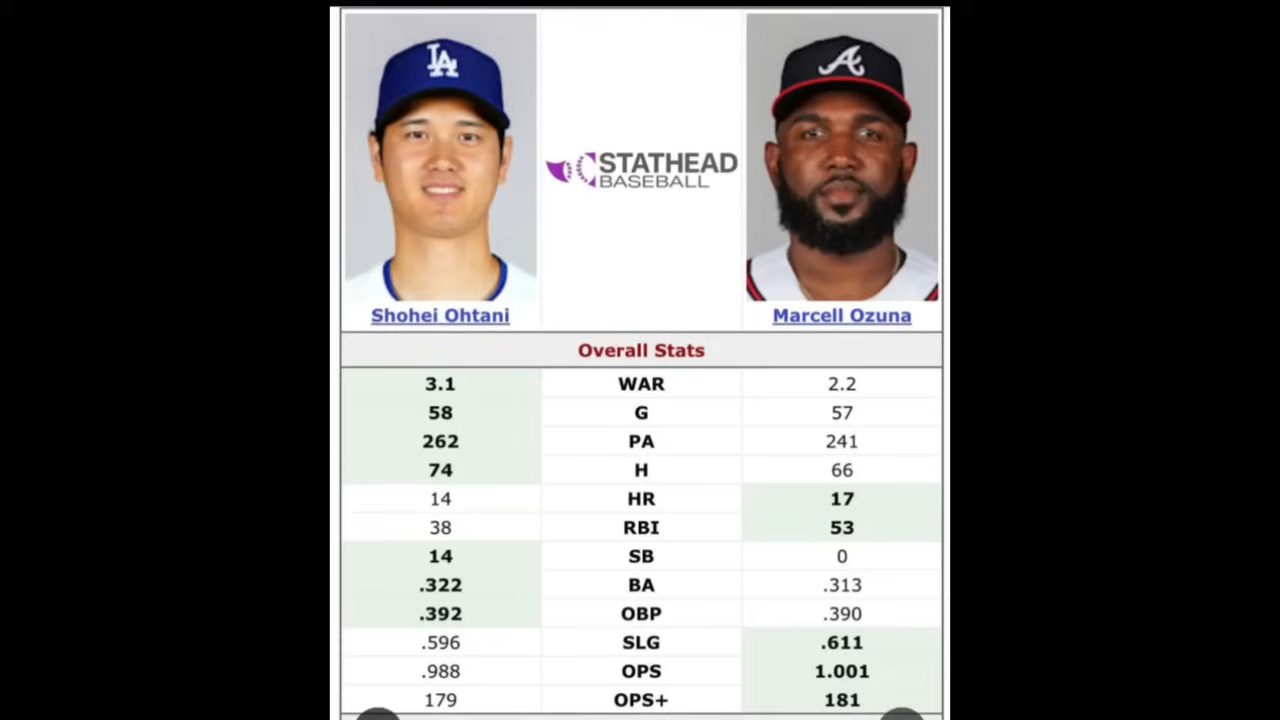 LA
A
STATHEAD
BASEBALL
Shohei Ohtani Marcell Ozuna
Overall Stats
3.1 WAR 2.2
58 G 57
262 PA 241
74 H 66
14 HR 17
38 RBI 53
14 SB 0
.322 BA .313
.392 OBP .390
.596 SLG .611
.988 OPS 1.001
179 OPS+ 181